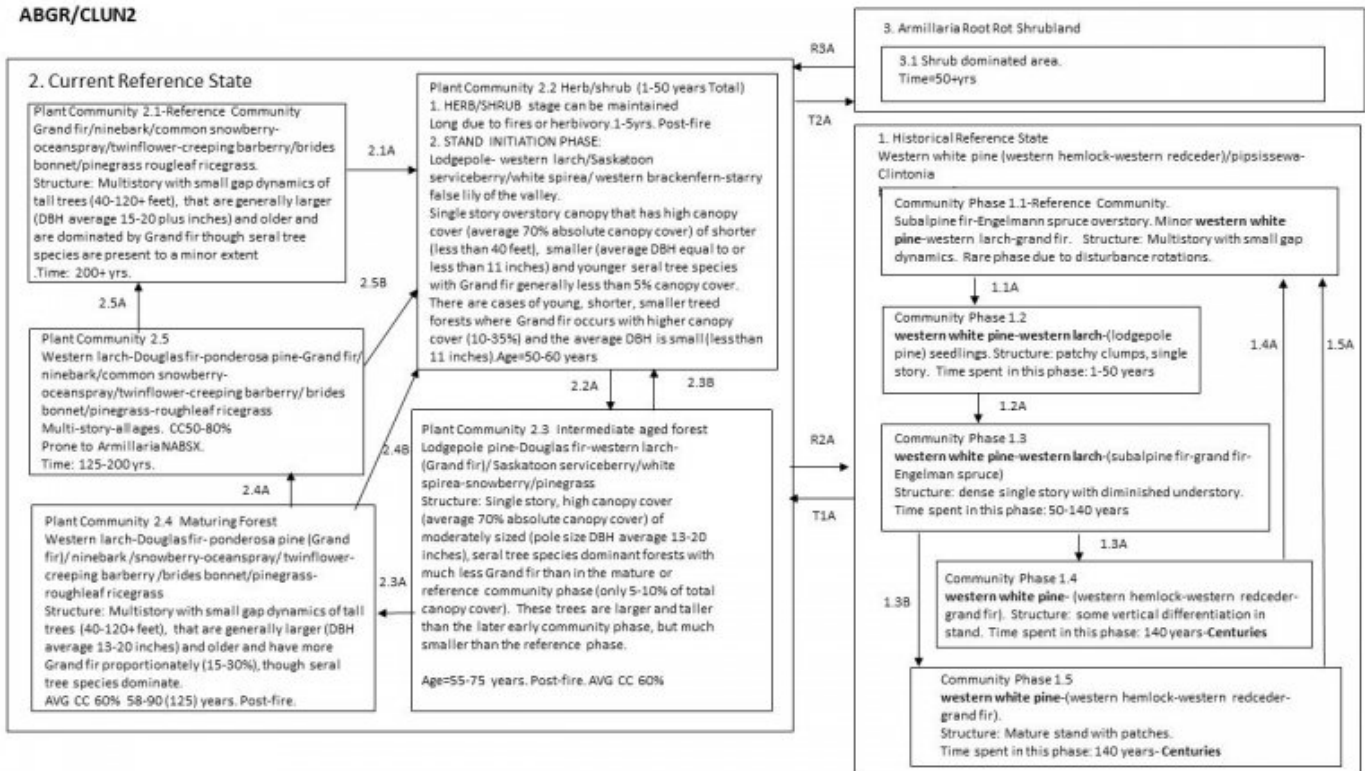 ABGR/CLUN2
2. Current Reference State
Plant Community 2.1-Reference Community
Grand fir/ninebark/common snowberry-
oceanspray/twinflower-creeping barberry/brides
bonnet/pinegrass rougleaf ricegrass.
Structure: Multistory with small gap dynamics of
tall trees (40-120+ feet), that are generally larger
(DBH average 15-20 plus inches) and older and
are dominated by Grand fir though seral tree
species are present to a minor extent
.Time: 200+ yrs.
2.1A
2.5A
2.5B
Plant Community 2.5
Western larch-Douglas fir-ponderosa pine-Grand fir/
ninebark/common snowberry-
oceanspray/twinflower-creeping barberry/ brides
bonnet/pinegrass-roughleaf ricegrass
Multi-story-allages. CC50-80%
Prone to Armillaria NABSX.
Time: 125-200 yrs.
2.4A
2.4B
Plant Community 2.4 Maturing Forest
Western larch-Douglas fir- ponderosa pine (Grand
fir)/ ninebark /snowberry-oceanspray/ twinflower-
creeping barberry /brides bonnet/pinegrass-
roughleaf ricegrass
Structure: Multistory with small gap dynamics of tall
trees (40-120+ feet), that are generally larger (DBH
average 13-20 inches) and older and have more
Grand fir proportionately (15-30%), though seral
tree species dominate.
AVG CC 60% 58-90 (125) years. Post-fire.
2.3A
Plant Community 2.2 Herb/shrub (1-50 years Total)
1. HERB/SHRUB stage can be maintained
Long due to fires or herbivory.1-5yrs. Post-fire
2. STAND INITIATION PHASE:
Lodgepole- western larch/Saskatoon
serviceberry/white spirea/ western brackenfern-starry
false lily of the valley.
Single story overstory canopy that has high canopy
cover (average 70% absolute canopy cover) of shorter
(less than 40 feet), smaller (average DBH equal to or
less than 11 inches) and younger seral tree species
with Grand fir generally less than 5% canopy cover.
There are cases of young, shorter, smaller treed
forests where Grand fir occurs with higher canopy
cover (10-35%) and the average DBH is small (less than
11 inches).Age=50-60 years
2.2A
2.3B
Plant Community 2.3 Intermediate aged forest
Lodgepole pine-Douglas fir-western larch-
(Grand fir)/ Saskatoon serviceberry/white
spirea-snowberry/pinegrass
Structure: Single story, high canopy cover
(average 70% absolute canopy cover) of
moderately sized (pole size DBH average 13-20
inches), seral tree species dominant forests with
much less Grand fir than in the mature or
reference community phase (only 5-10% of total
canopy cover). These trees are larger and taller
than the later early community phase, but much
smaller than the reference phase.
Age=55-75 years. Post-fire. AVG CC 60%
R3A
T2A
R2A
T1A
3. Armillaria Root Rot Shrubland
3.1 Shrub dominated area.
Time=50+yrs
1. Historical Reference State
Western white pine (western hemlock-western redceder)/pipsissewa-
Clintonia
Community Phase 1.1-Reference Community.
Subalpine fir-Engelmann spruce overstory. Minor western white
pine-western larch-grand fir. Structure: Multistory with small gap
dynamics. Rare phase due to disturbance rotations.
1.1A
Community Phase 1.2
western white pine-western larch-(lodgepole
pine) seedlings. Structure: patchy clumps, single
story. Time spent in this phase: 1-50 years
1.4A
1.5A
1.2A
Community Phase 1.3
western white pine-western larch-(subalpine fir-grand fir-
Engelman spruce)
Structure: dense single story with diminished understory.
Time spent in this phase: 50-140 years
1.3A
1.3B
Community Phase 1.4
western white pine- (western hemlock-western redceder-
grand fir). Structure: some vertical differentiation in
stand. Time spent in this phase: 140 years-Centuries
Community Phase 1.5
western white pine-(western hemlock-western redceder-
grand fir).
Structure: Mature stand with patches.
Time spent in this phase: 140 years- Centuries